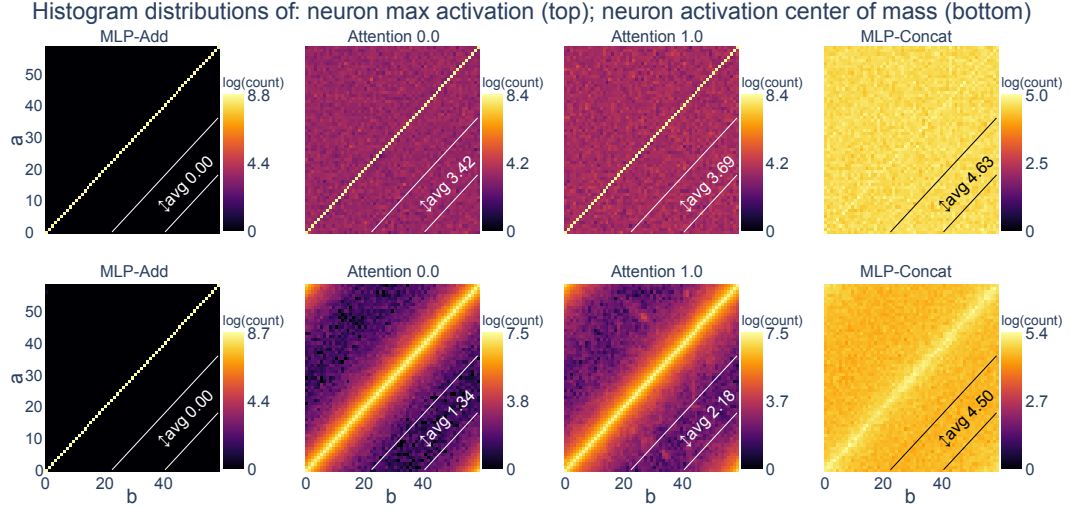 Histogram distributions of: neuron max activation (top); neuron activation center of mass (bottom)
MLP-Add
Attention 0.0
Attention 1.0
MLP-Concat
log(count)
log(count)
log(count)
log(count)
a
50
40
30
20
10
0
↕avg 0.00
8.8
4.4
0
↕avg 3.42
8.4
4.2
0
↕avg 3.69
8.4
4.2
0
↕avg 4.63
5.0
2.5
0
MLP-Add
Attention 0.0
Attention 1.0
MLP-Concat
log(count)
log(count)
log(count)
log(count)
a
50
40
30
20
10
0
↕avg 0.00
8.7
4.4
0
↕avg 1.34
7.5
3.8
0
↕avg 2.18
7.5
3.7
0
↕avg 4.50
5.4
2.7
0
0 20 40
0 20 40
0 20 40
0 20 40
b
b
b
b